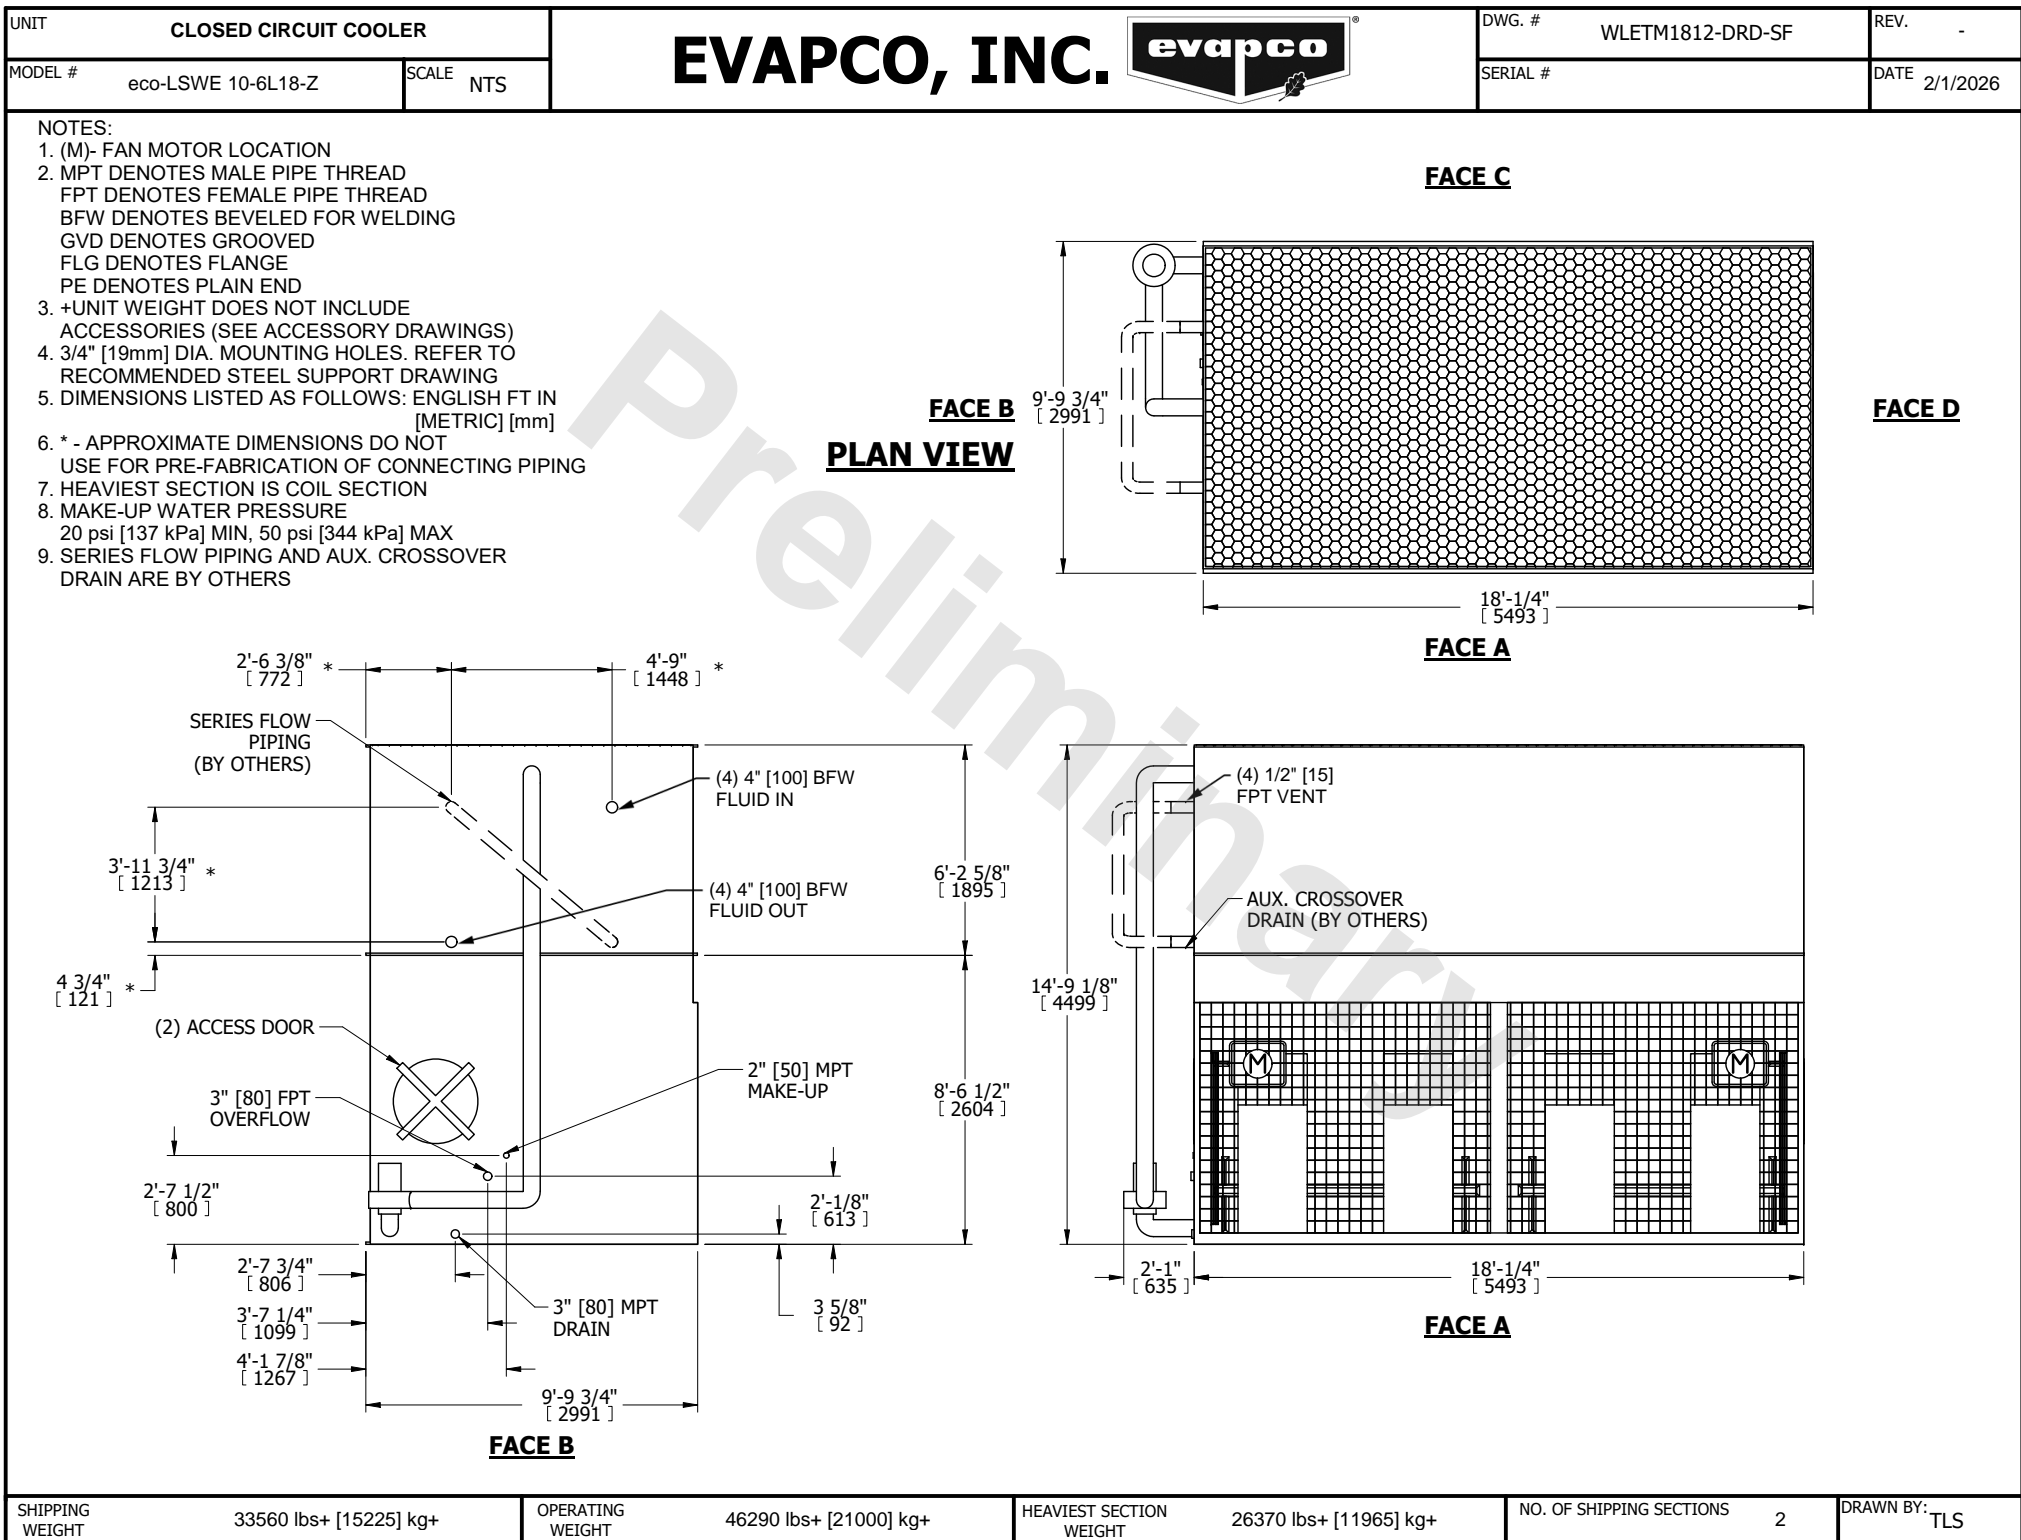 UNIT
CLOSED CIRCUIT COOLER
MODEL #
eco-LSWE 10-6L18-Z
SCALE
NTS
EVAPCO, INC.
evapco
®
DWG. #
WLETM1812-DRD-SF
REV.
-
SERIAL #
DATE
2/1/2026
NOTES:
1. (M)- FAN MOTOR LOCATION
2. MPT DENOTES MALE PIPE THREAD
FPT DENOTES FEMALE PIPE THREAD
BFW DENOTES BEVELED FOR WELDING
GVD DENOTES GROOVED
FLG DENOTES FLANGE
PE DENOTES PLAIN END
3. +UNIT WEIGHT DOES NOT INCLUDE
ACCESSORIES (SEE ACCESSORY DRAWINGS)
4. 3/4" [19mm] DIA. MOUNTING HOLES. REFER TO
RECOMMENDED STEEL SUPPORT DRAWING
5. DIMENSIONS LISTED AS FOLLOWS: ENGLISH FT IN
[METRIC] [mm]
6. * - APPROXIMATE DIMENSIONS DO NOT
USE FOR PRE-FABRICATION OF CONNECTING PIPING
7. HEAVIEST SECTION IS COIL SECTION
8. MAKE-UP WATER PRESSURE
20 psi [137 kPa] MIN, 50 psi [344 kPa] MAX
9. SERIES FLOW PIPING AND AUX. CROSSOVER
DRAIN ARE BY OTHERS
Preliminary
FACE C
FACE B
9'-9 3/4"
[ 2991 ]
PLAN VIEW
FACE D
18'-1/4"
[ 5493 ]
FACE A
2'-6 3/8" *
[ 772 ]
4'-9" *
[ 1448 ]
SERIES FLOW
PIPING
(BY OTHERS)
(4) 4" [100] BFW
FLUID IN
3'-11 3/4" *
[ 1213 ]
(4) 4" [100] BFW
FLUID OUT
6'-2 5/8"
[ 1895 ]
4 3/4" *
[ 121 ]
(2) ACCESS DOOR
3" [80] FPT
OVERFLOW
2" [50] MPT
MAKE-UP
8'-6 1/2"
[ 2604 ]
2'-7 1/2"
[ 800 ]
2'-1/8"
[ 613 ]
2'-7 3/4"
[ 806 ]
3'-7 1/4"
[ 1099 ]
4'-1 7/8"
[ 1267 ]
3" [80] MPT
DRAIN
3 5/8"
[ 92 ]
9'-9 3/4"
[ 2991 ]
FACE B
(4) 1/2" [15]
FPT VENT
AUX. CROSSOVER
DRAIN (BY OTHERS)
14'-9 1/8"
[ 4499 ]
M
M
2'-1"
[ 635 ]
18'-1/4"
[ 5493 ]
FACE A
SHIPPING
WEIGHT
33560 lbs+ [15225] kg+
OPERATING
WEIGHT
46290 lbs+ [21000] kg+
HEAVIEST SECTION
WEIGHT
26370 lbs+ [11965] kg+
NO. OF SHIPPING SECTIONS
2
DRAWN BY:
TLS